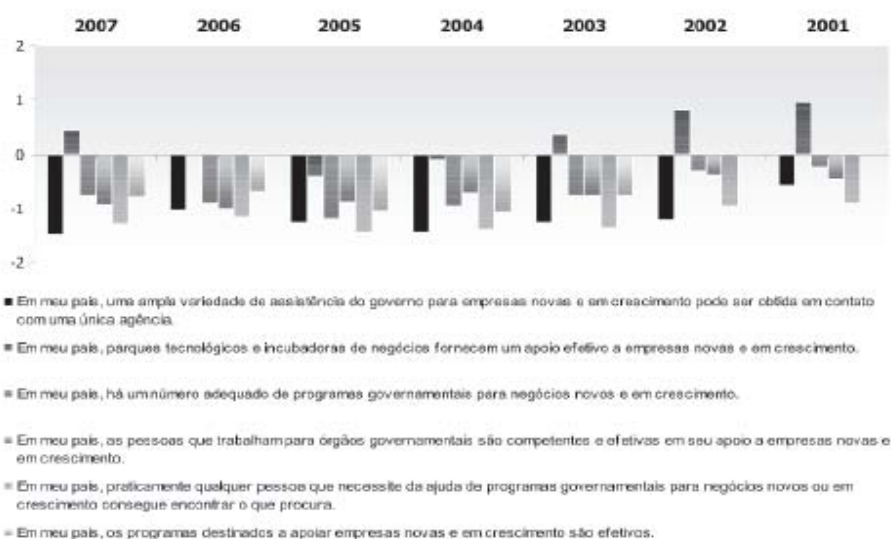 2007 2006 2005 2004 2003 2002 2001
2
1
0
-1
-2
Em meu país, uma ampla variedade de assistência do governo para empresas novas e em crescimento pode ser obtida em contato
com uma única agência.
Em meu país, parques tecnológicos e incubadoras de negócios fornecem um apoio efetivo a empresas novas e em crescimento.
Em meu país, há um número adequado de programas governamentais para negócios novos e em crescimento.
Em meu país, as pessoas que trabalham para órgãos governamentais são competentes e efetivas em seu apoio a empresas novas e
em crescimento.
Em meu país, praticamente qualquer pessoa que necessite da ajuda de programas governamentais para negócios novos ou em
crescimento consegue encontrar o que procura.
Em meu país, os programas destinados a apoiar empresas novas e em crescimento são efetivos.